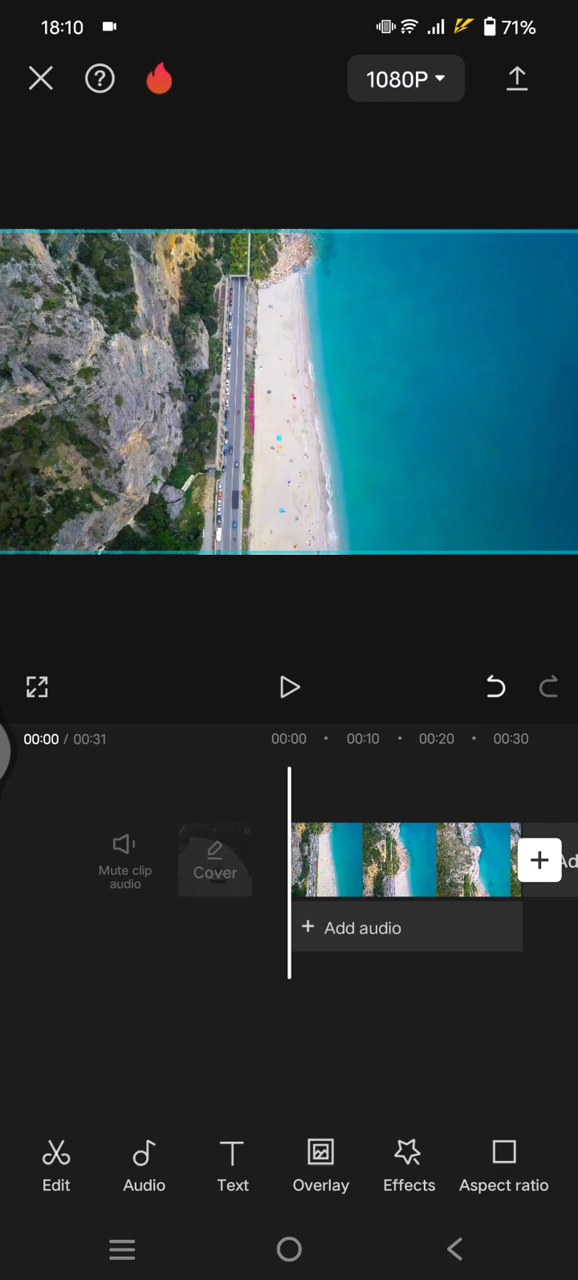 18:10 71%
1080P
00:00 / 00:31 00:00 00:10 00:20 00:30
Mute clip
audio
Cover
Ad
+ Add audio
Edit Audio Text Overlay Effects Aspect ratio